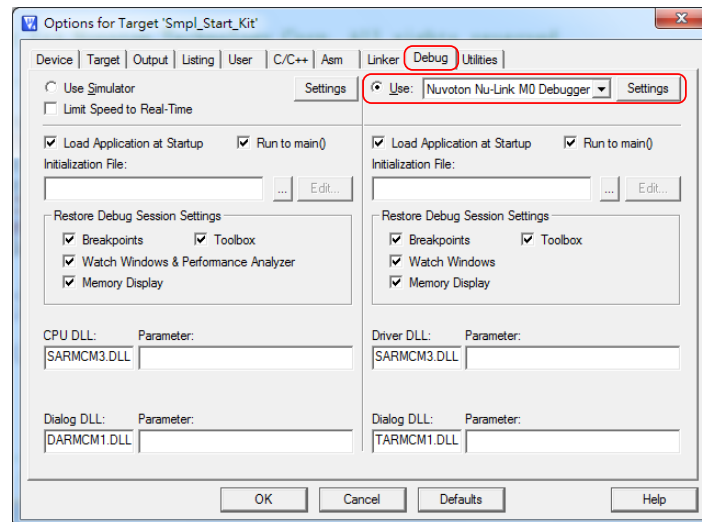 Options for Target 'Smpl_Start_Kit'
Device Target Output Listing User C/C++ Asm Linker Debug Utilities
Use Simulator Settings Use: Nuvoton Nu-Link M0 Debugger Settings
Limit Speed to Real-Time
Load Application at Startup Run to main() Load Application at Startup Run to main()
Initialization File: Initialization File:
... Edit... ... Edit...
Restore Debug Session Settings Restore Debug Session Settings
Breakpoints Toolbox Breakpoints Toolbox
Watch Windows & Performance Analyzer Watch Windows
Memory Display Memory Display
CPU DLL: Parameter: Driver DLL: Parameter:
SARMCM3.DLL SARMCM3.DLL
Dialog DLL: Parameter: Dialog DLL: Parameter:
DARMCM1.DLL TARMCM1.DLL
OK Cancel Defaults Help